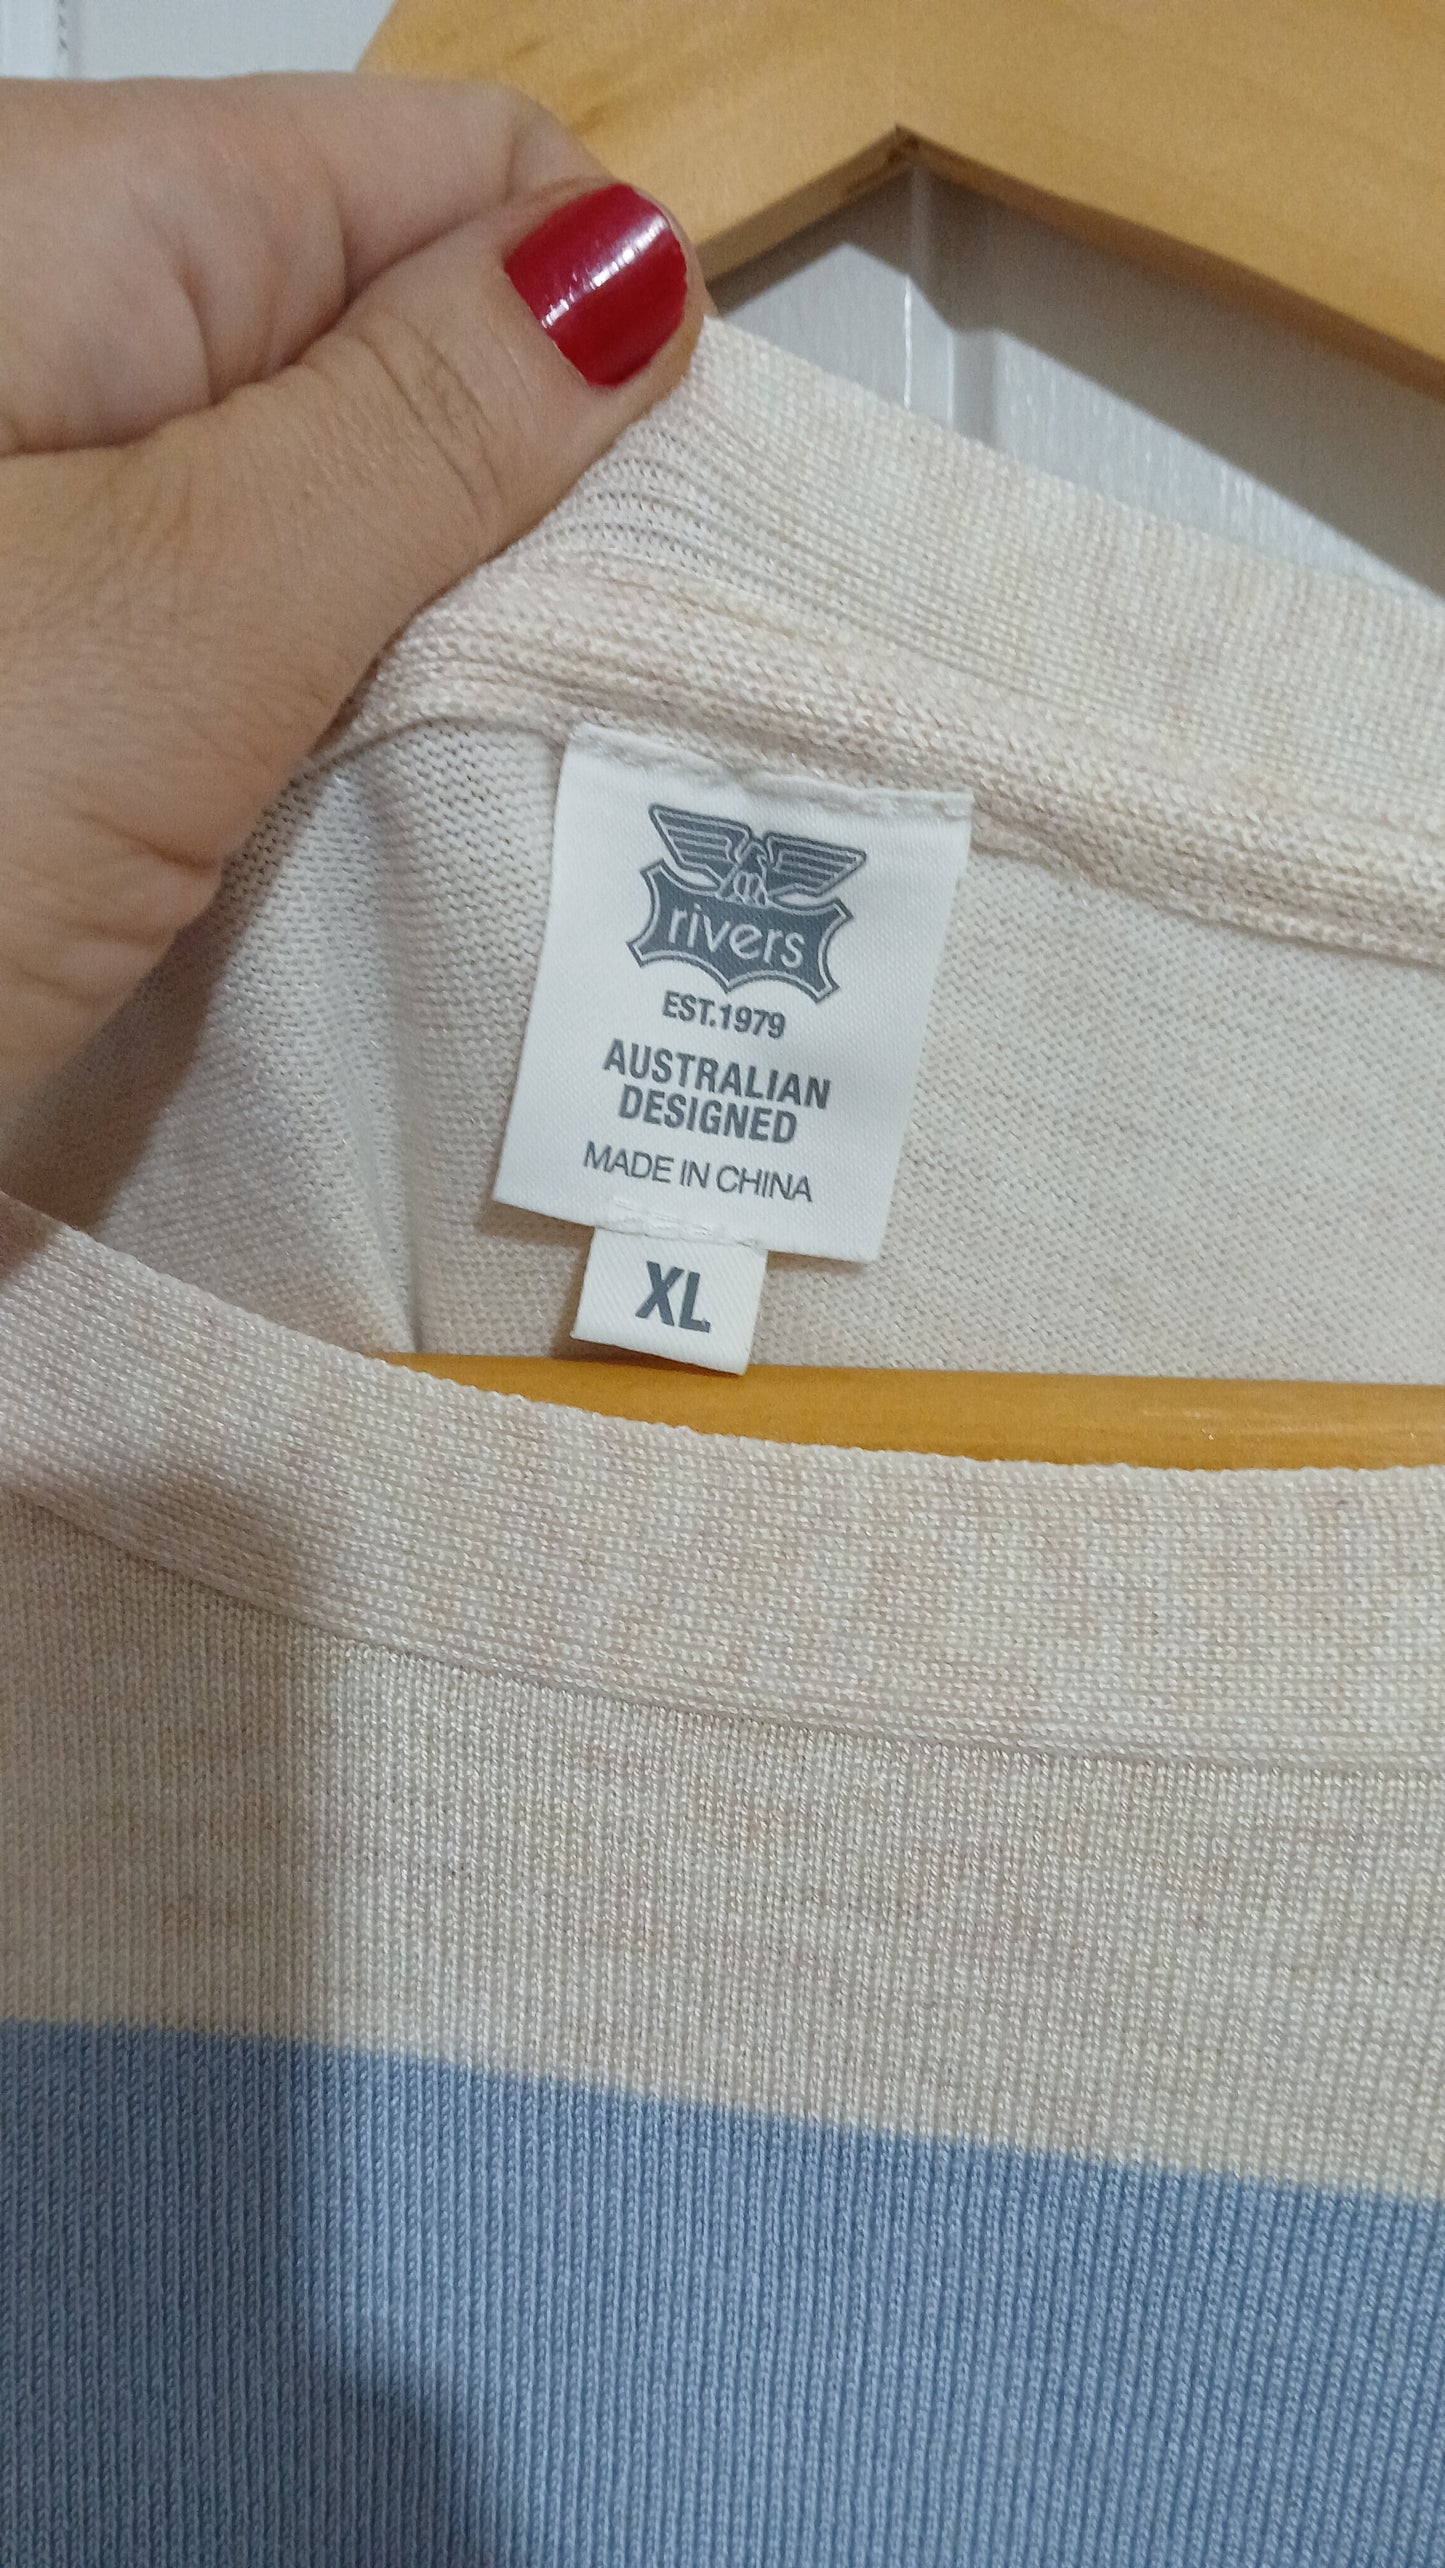 rivers
EST.1979
AUSTRALIAN
DESIGNED
MADE IN CHINA
XL